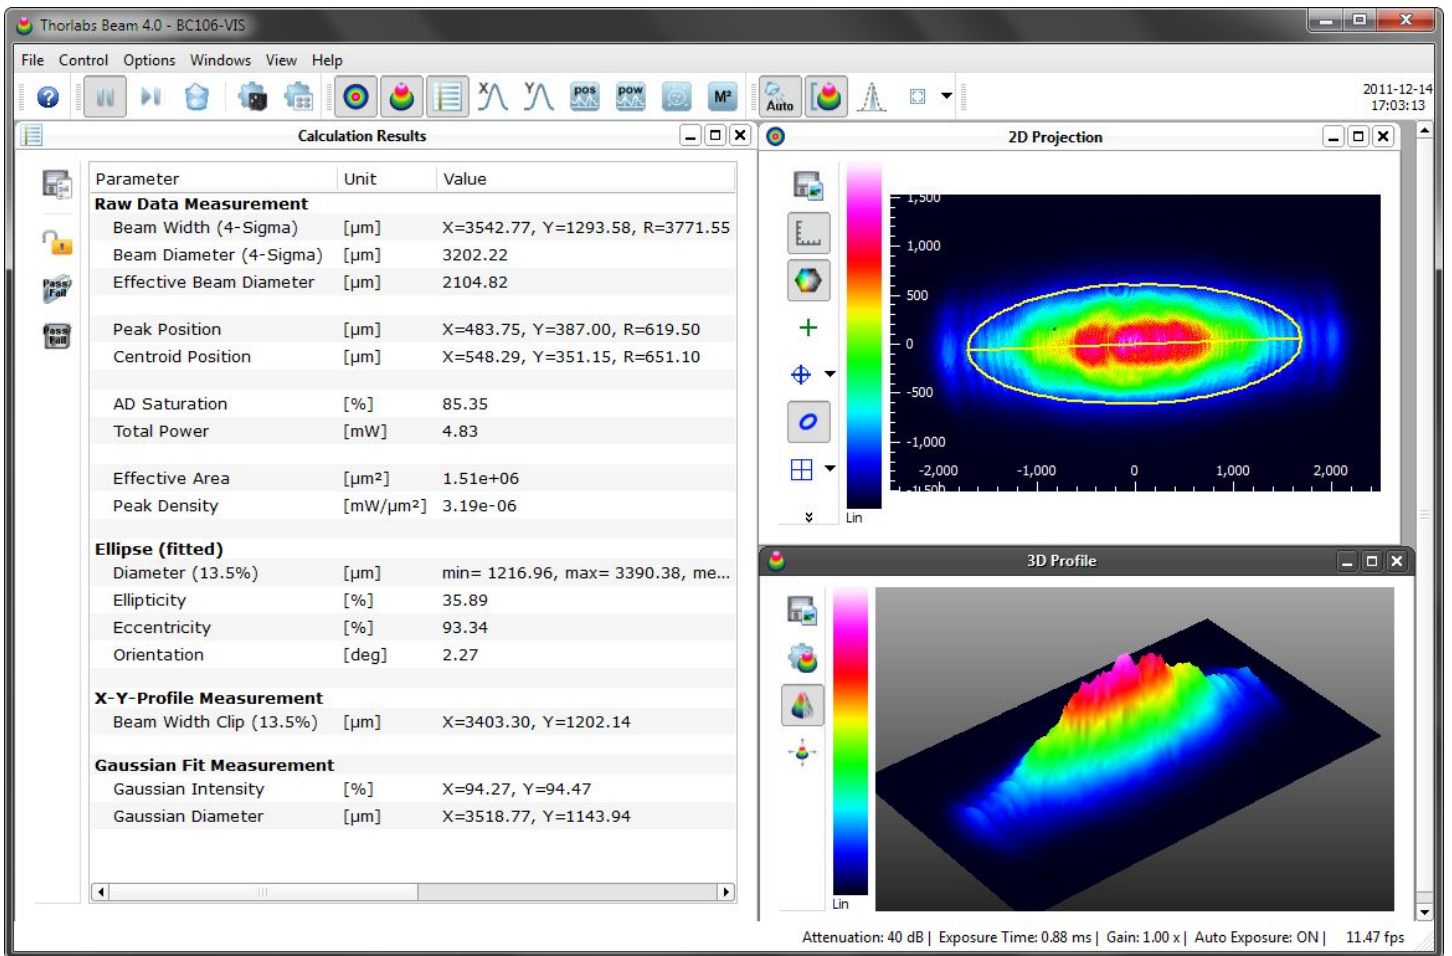 Thorlabs Beam 4.0 - BC106-VIS
File Control Options Windows View Help
X Y pos pow M² Auto
2011-12-14
17:03:13
Calculation Results
Parameter Unit Value
Raw Data Measurement
Beam Width (4-Sigma) [µm] X=3542.77, Y=1293.58, R=3771.55
Beam Diameter (4-Sigma) [µm] 3202.22
Effective Beam Diameter [µm] 2104.82
Peak Position [µm] X=483.75, Y=387.00, R=619.50
Centroid Position [µm] X=548.29, Y=351.15, R=651.10
AD Saturation [%] 85.35
Total Power [mW] 4.83
Effective Area [µm²] 1.51e+06
Peak Density [mW/µm²] 3.19e-06
Ellipse (fitted)
Diameter (13.5%) [µm] min= 1216.96, max= 3390.38, me...
Ellipticity [%] 35.89
Eccentricity [%] 93.34
Orientation [deg] 2.27
X-Y-Profile Measurement
Beam Width Clip (13.5%) [µm] X=3403.30, Y=1202.14
Gaussian Fit Measurement
Gaussian Intensity [%] X=94.27, Y=94.47
Gaussian Diameter [µm] X=3518.77, Y=1143.94
Pass/
Fail
Pass
Fail
2D Projection
1,500
1,000
500
0
-500
-1,000
-1,500
-2,000 -1,000 0 1,000 2,000
Lin
3D Profile
Lin
Attenuation: 40 dB | Exposure Time: 0.88 ms | Gain: 1.00 x | Auto Exposure: ON | 11.47 fps